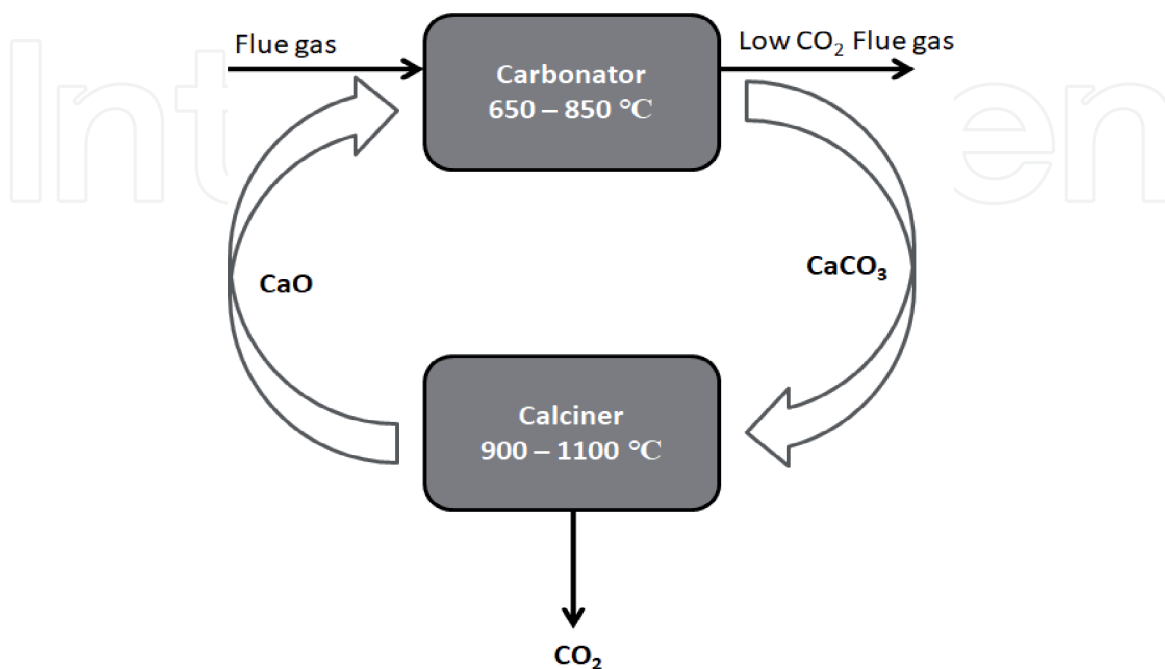 Flue gas
Low CO₂ Flue gas
Carbonator
650 – 850 °C
CaO
CaCO₃
Calciner
900 – 1100 °C
CO₂